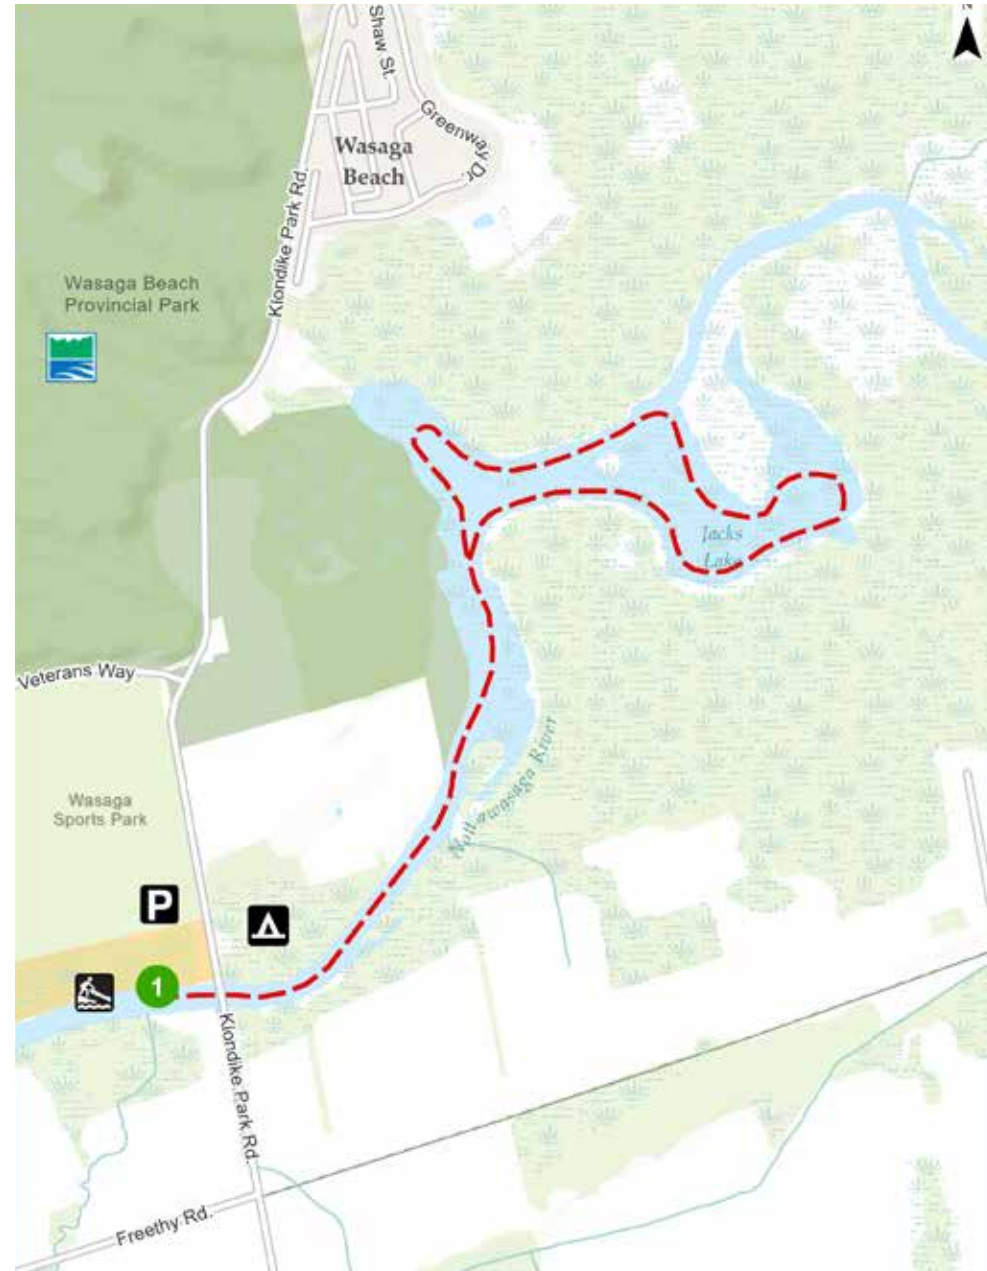 N
Shaw St.
Greenway Dr.
Wasaga
Beach
Klondike Park Rd.
Wasaga Beach
Provincial Park
Jacks
Lake
Veterans Way
Nottawasaga River
Wasaga
Sports Park
P
1
Klondike Park Rd.
Freethy Rd.